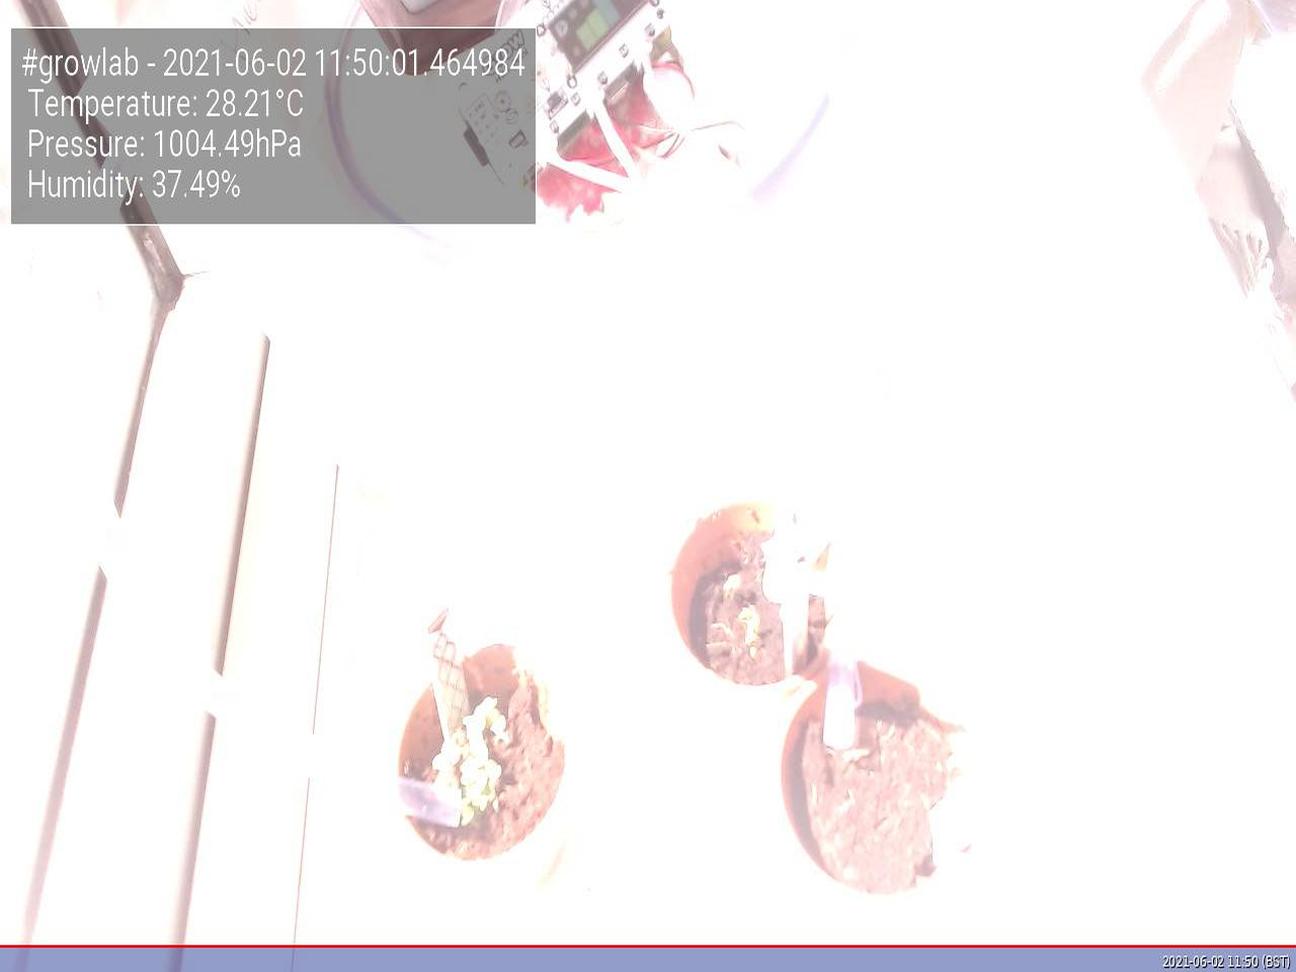 #growlab - 2021-06-02 11:50:01.464984
Temperature: 28.21°C
Pressure: 1004.49hPa
Humidity: 37.49%
2021-06-02 11:50 (BST)